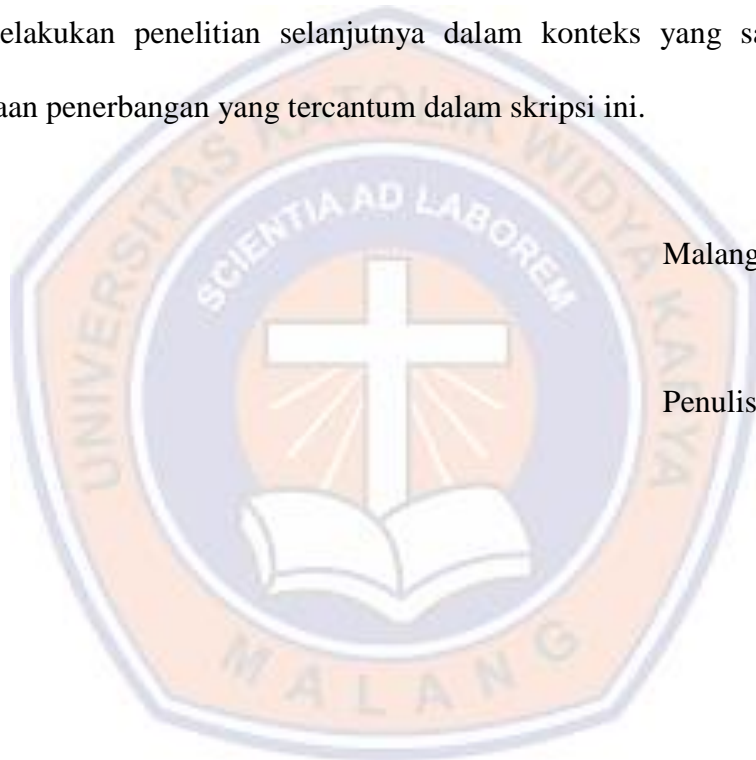 elakukan penelitian selanjutnya dalam konteks yang sa
aan penerbangan yang tercantum dalam skripsi ini.
Malang
Penulis
UNIVERSITAS KATOLIK WIDYA KARYA
SCIENTIA AD LABOREM
MALANG